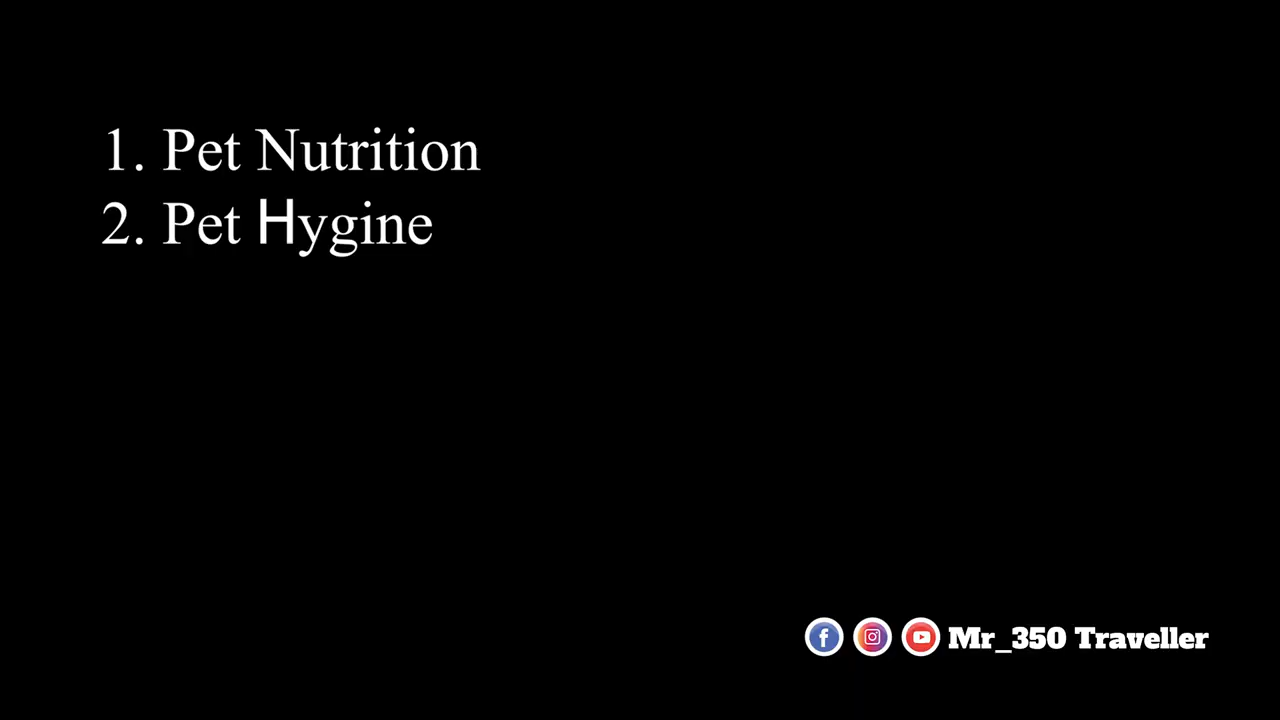 1. Pet Nutrition
2. Pet Hygine
Mr_350 Traveller